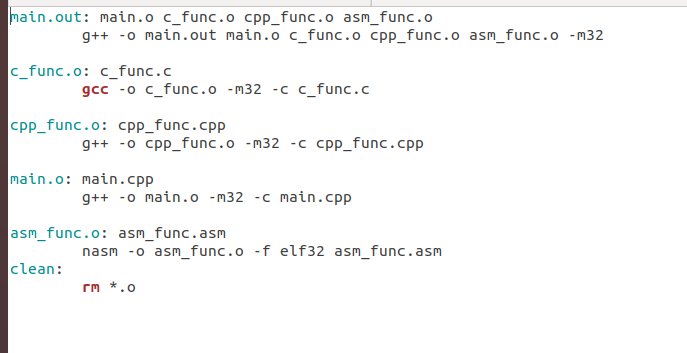 main.out: main.o c_func.o cpp_func.o asm_func.o
g++ -o main.out main.o c_func.o cpp_func.o asm_func.o -m32
c_func.o: c_func.c
gcc -o c_func.o -m32 -c c_func.c
cpp_func.o: cpp_func.cpp
g++ -o cpp_func.o -m32 -c cpp_func.cpp
main.o: main.cpp
g++ -o main.o -m32 -c main.cpp
asm_func.o: asm_func.asm
nasm -o asm_func.o -f elf32 asm_func.asm
clean:
rm *.o